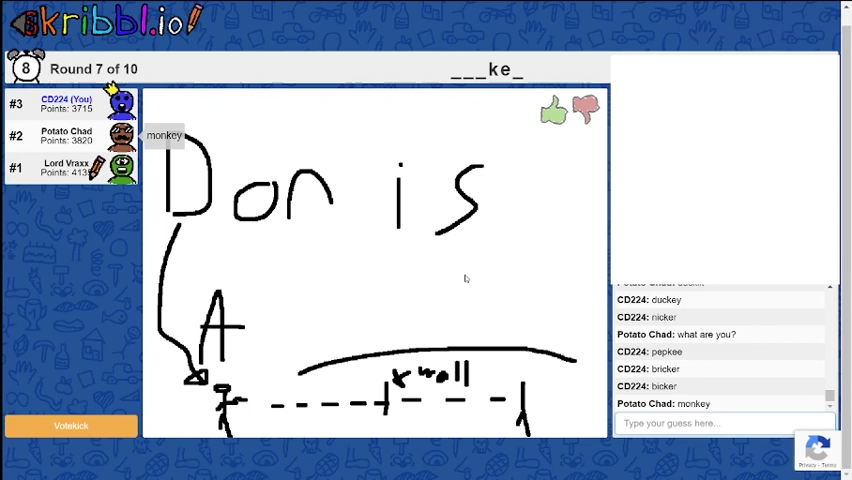 skribbl.io
8
Round 7 of 10
___ke_
#3
CD224 (You)
Points: 3715
#2
Potato Chad
Points: 3820
monkey
#1
Lord Vraxx
Don is
A
wall
CD224: duckey
CD224: nicker
Potato Chad: what are you?
CD224: pepkee
CD224: bricker
CD224: bicker
Potato Chad: monkey
Votekick
Type your guess here...
Privacy - Terms